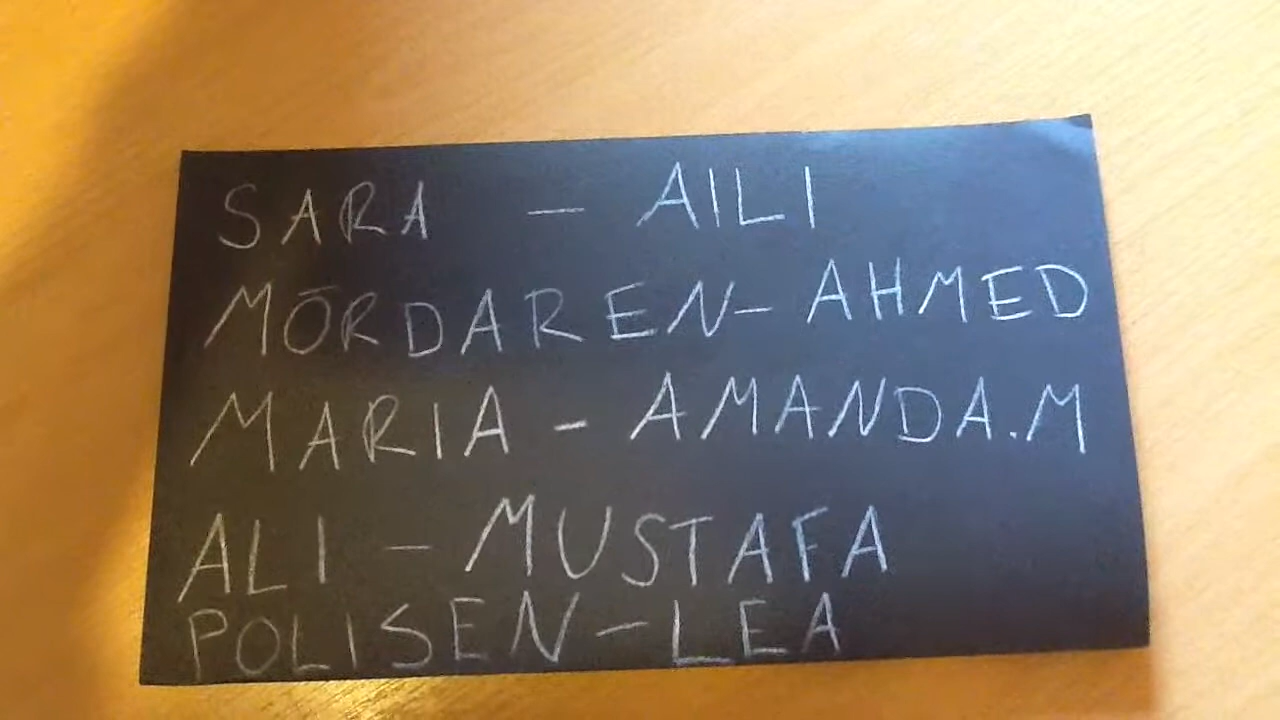 SARA - AILI
MÖRDAREN - AHMED
MARIA - AMANDA.M
ALI - MUSTAFA
POLISEN - LEA